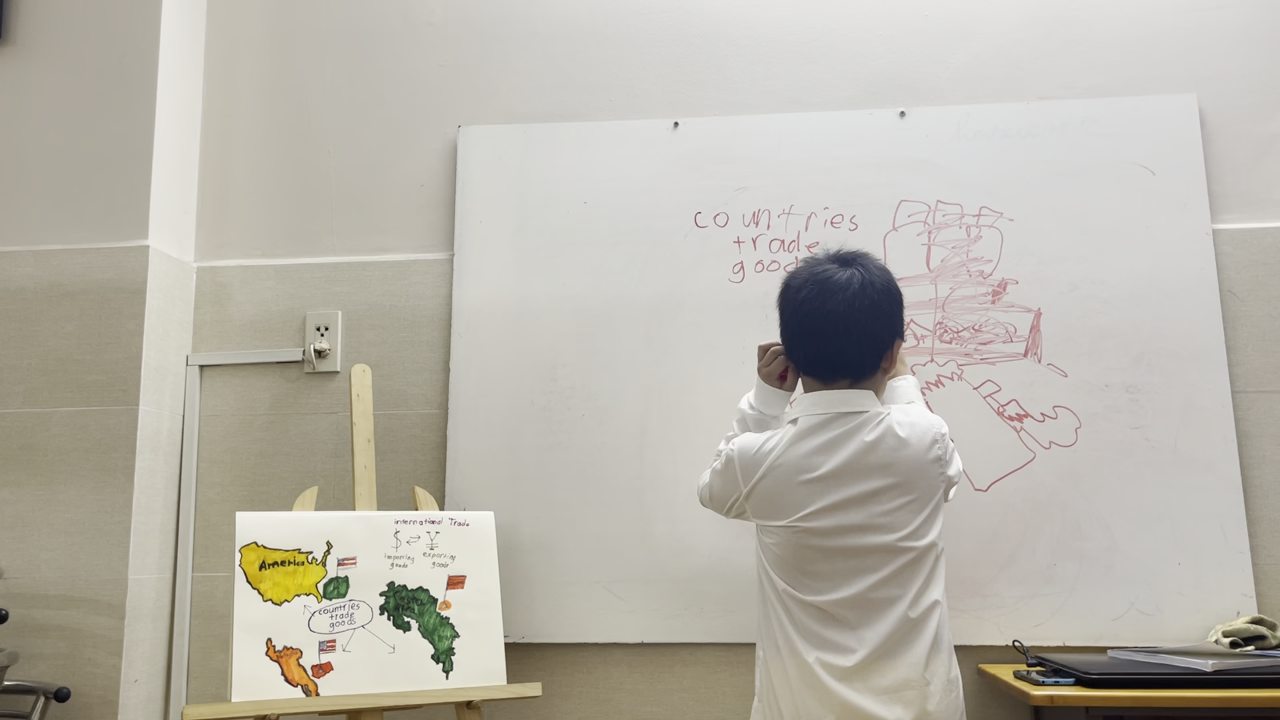 countries
trade
goods
international Trade
$ ⇄ ¥
importing exporting
goods goods
America
countries
trade
goods